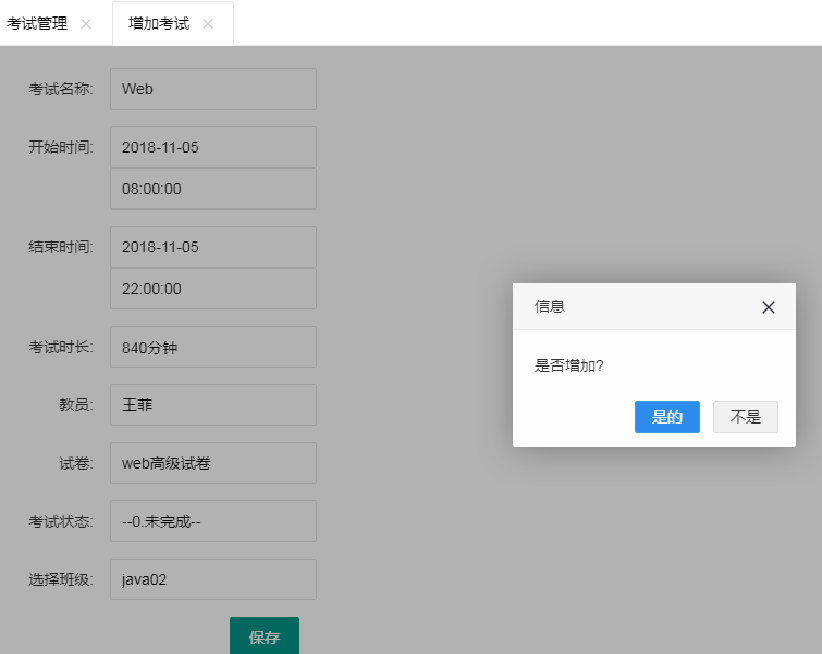 考试管理
增加考试
考试名称: Web
开始时间: 2018-11-05
08:00:00
结束时间: 2018-11-05
22:00:00
考试时长: 840分钟
教员: 王菲
试卷: web高级试卷
考试状态: --0.未完成--
选择班级: java02
保存
信息
是否增加?
是的
不是